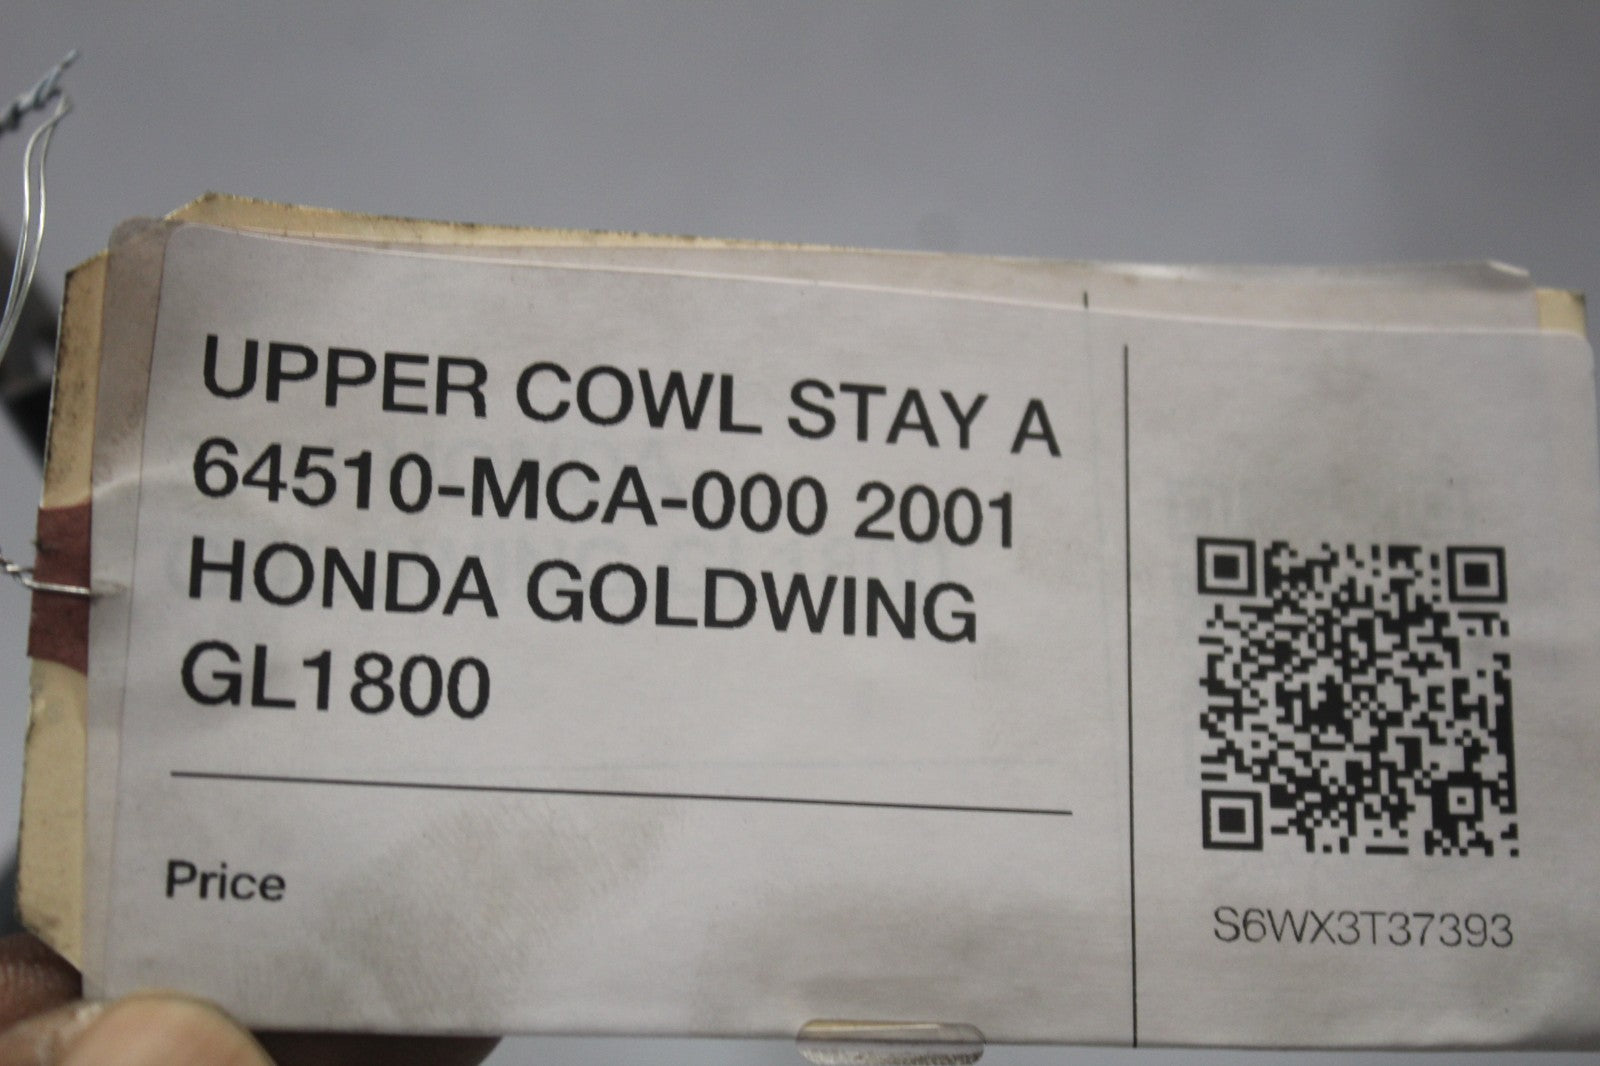 UPPER COWL STAY A
64510-MCA-000 2001
HONDA GOLDWING
GL1800
Price
S6WX3T37393